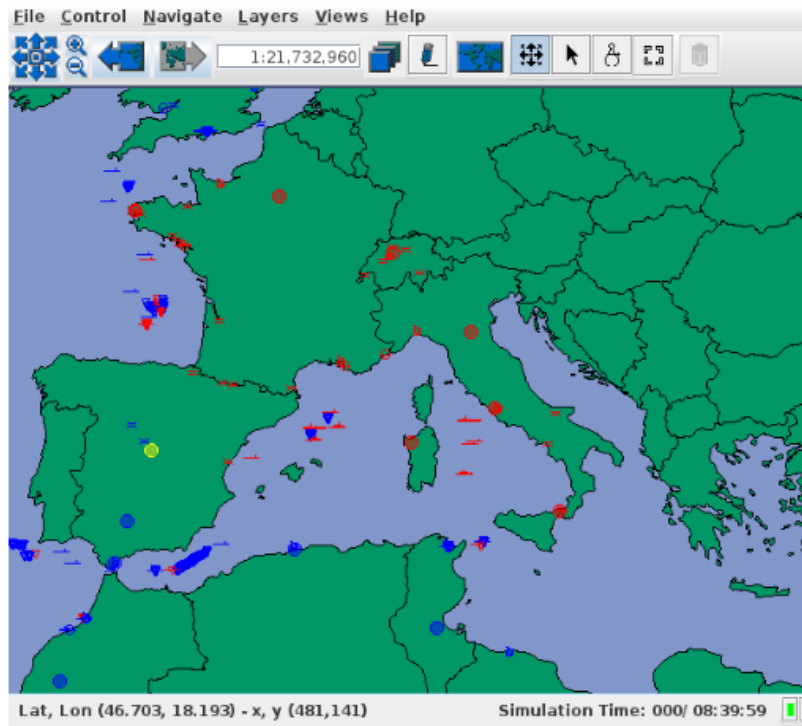 File Control Navigate Layers Views Help
1:21,732,960
Lat, Lon (46.703, 18.193) - x, y (481,141) Simulation Time: 000/ 08:39:59